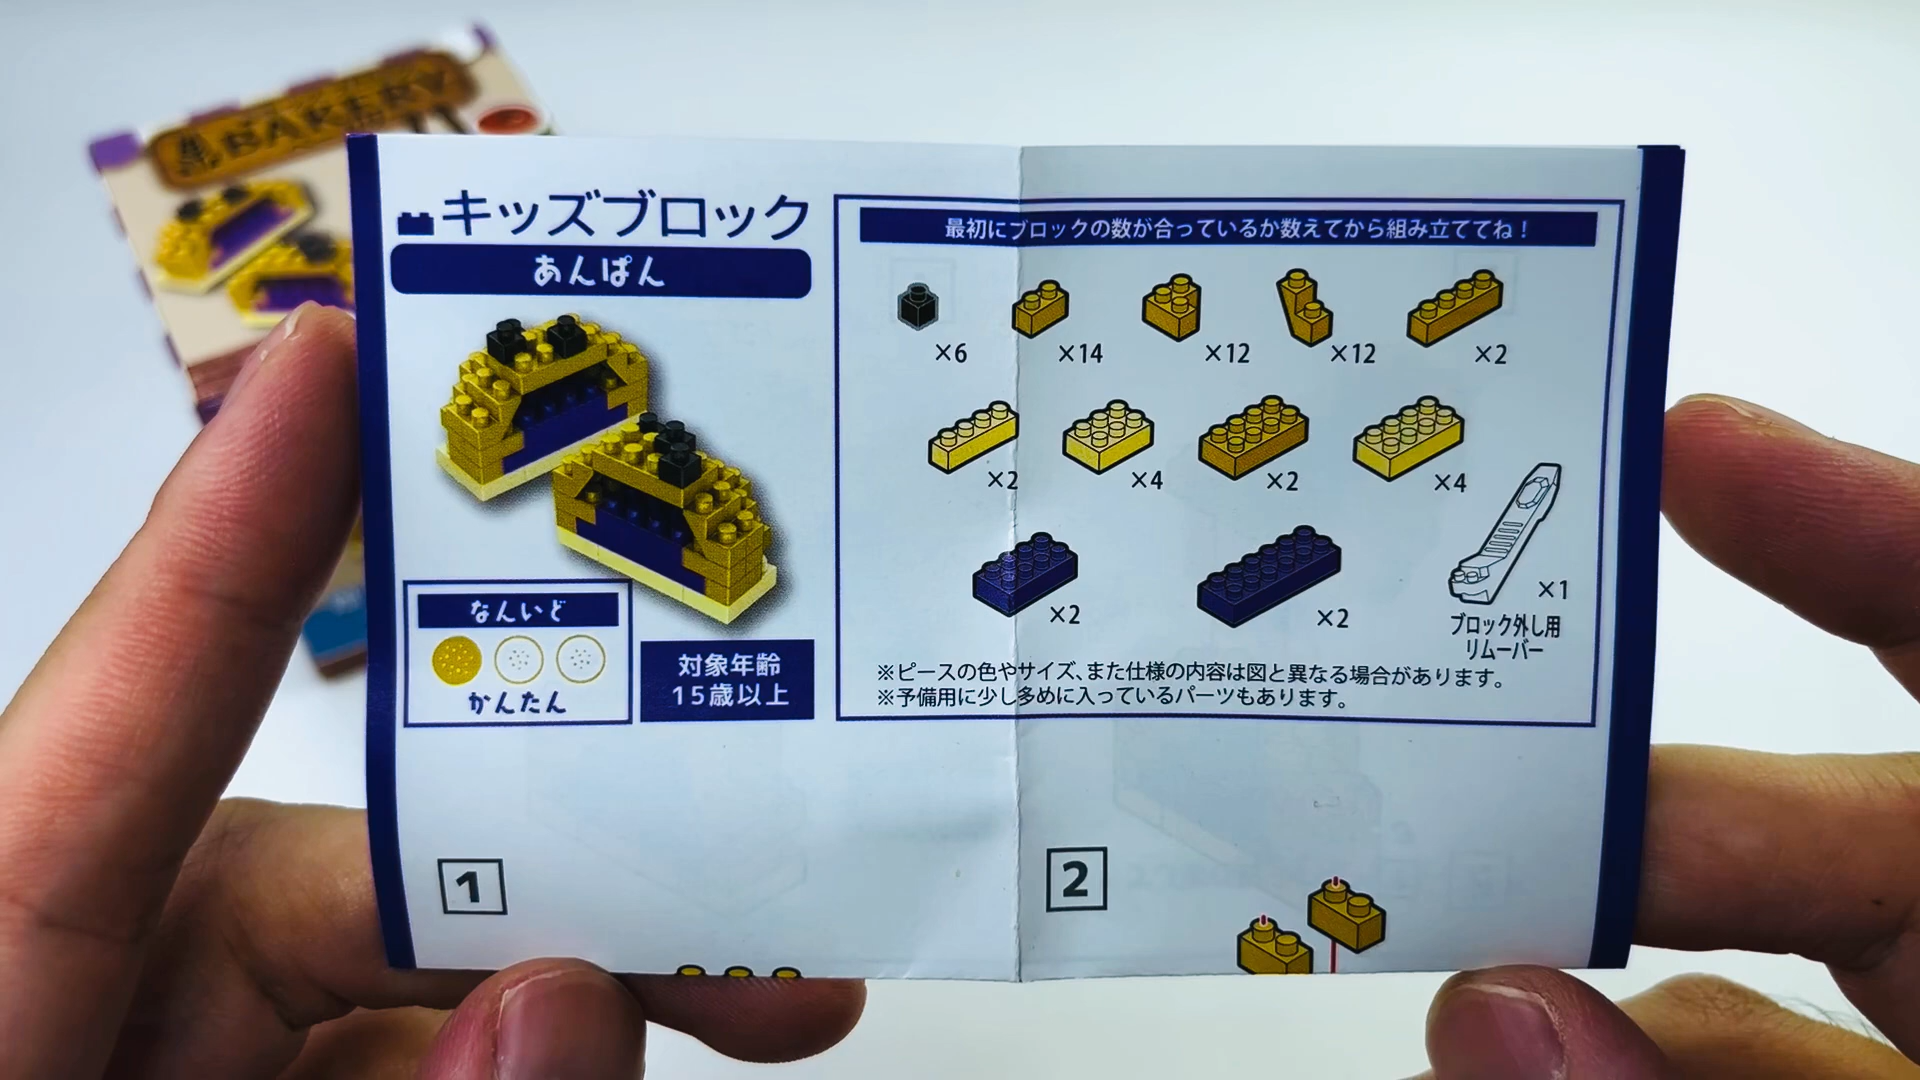 BAKERY
キッズブロック
あんぱん
なんいど
かんたん
対象年齢
15歳以上
最初にブロックの数が合っているか数えてから組み立ててね!
×6
×14
×12
×12
×2
×2
×4
×2
×4
×2
×2
×1
ブロック外し用
リムーバー
※ピースの色やサイズ、また仕様の内容は図と異なる場合があります。
※予備用に少し多めに入っているパーツもあります。
1
2